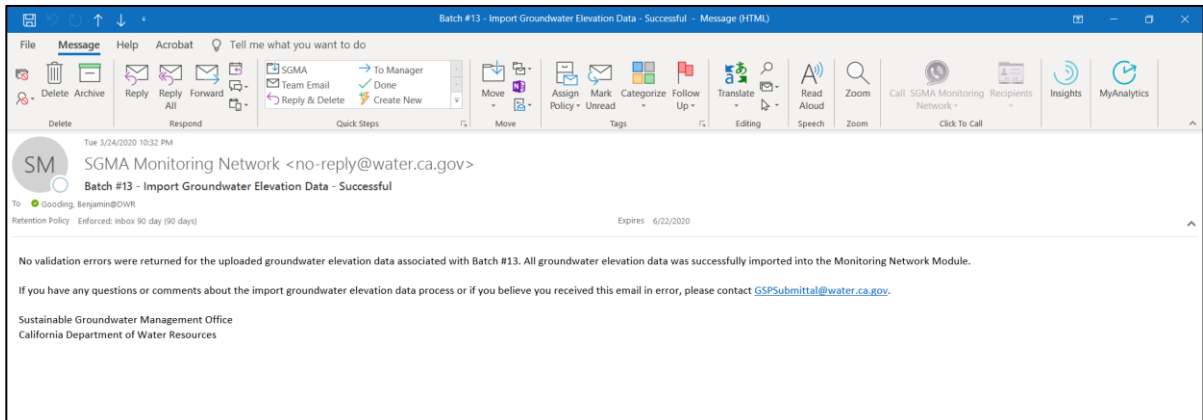 Batch #13 - Import Groundwater Elevation Data - Successful - Message (HTML)
File Message Help Acrobat Tell me what you want to do
Delete Archive
Reply Reply All Forward
SGMA To Manager
Team Email Done
Reply & Delete Create New
Move
Assign Policy Mark Unread Categorize Follow Up
Translate
Read Aloud
Zoom
Call SGMA Monitoring Network Recipients
Insights
MyAnalytics
Delete Respond Quick Steps Move Tags Editing Speech Zoom Click To Call
Tue 3/24/2020 10:32 PM
SM
SGMA Monitoring Network <no-reply@water.ca.gov>
Batch #13 - Import Groundwater Elevation Data - Successful
To Gooding, Benjamin@DWR
Retention Policy Enforced: Inbox 90 day (90 days) Expires 6/22/2020
No validation errors were returned for the uploaded groundwater elevation data associated with Batch #13. All groundwater elevation data was successfully imported into the Monitoring Network Module.
If you have any questions or comments about the import groundwater elevation data process or if you believe you received this email in error, please contact GSPSubmittal@water.ca.gov.
Sustainable Groundwater Management Office
California Department of Water Resources